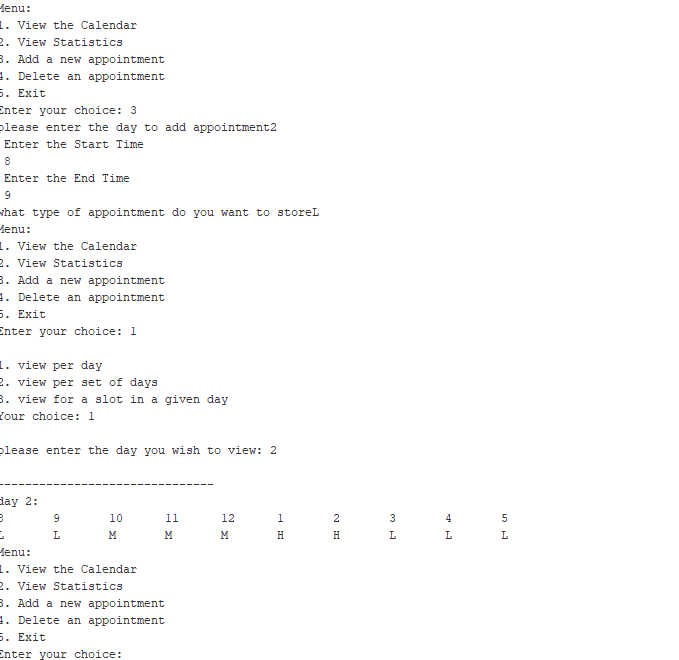 Menu:
1. View the Calendar
2. View Statistics
3. Add a new appointment
4. Delete an appointment
5. Exit
Enter your choice: 3
please enter the day to add appointment2
Enter the Start Time
8
Enter the End Time
9
what type of appointment do you want to storeL
Menu:
1. View the Calendar
2. View Statistics
3. Add a new appointment
4. Delete an appointment
5. Exit
Enter your choice: 1
1. view per day
2. view per set of days
3. view for a slot in a given day
Your choice: 1
please enter the day you wish to view: 2
-------------------------------
day 2:
8 9 10 11 12 1 2 3 4 5
L L M M M H H L L L
Menu:
1. View the Calendar
2. View Statistics
3. Add a new appointment
4. Delete an appointment
5. Exit
Enter your choice: